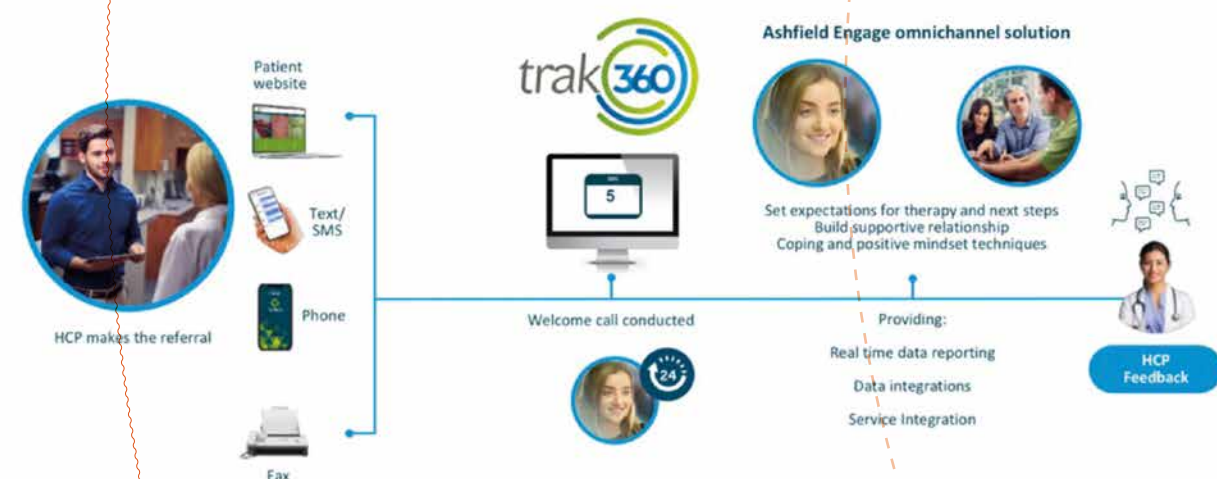 Ashfield Engage omnichannel solution
trak 360
Patient
website
5
Text/
SMS
Set expectations for therapy and next steps
Build supportive relationship
Coping and positive mindset techniques
Phone
Welcome call conducted
Providing:
HCP makes the referral
Real time data reporting
HCP
Feedback
24
Data integrations
Service Integration
Fax